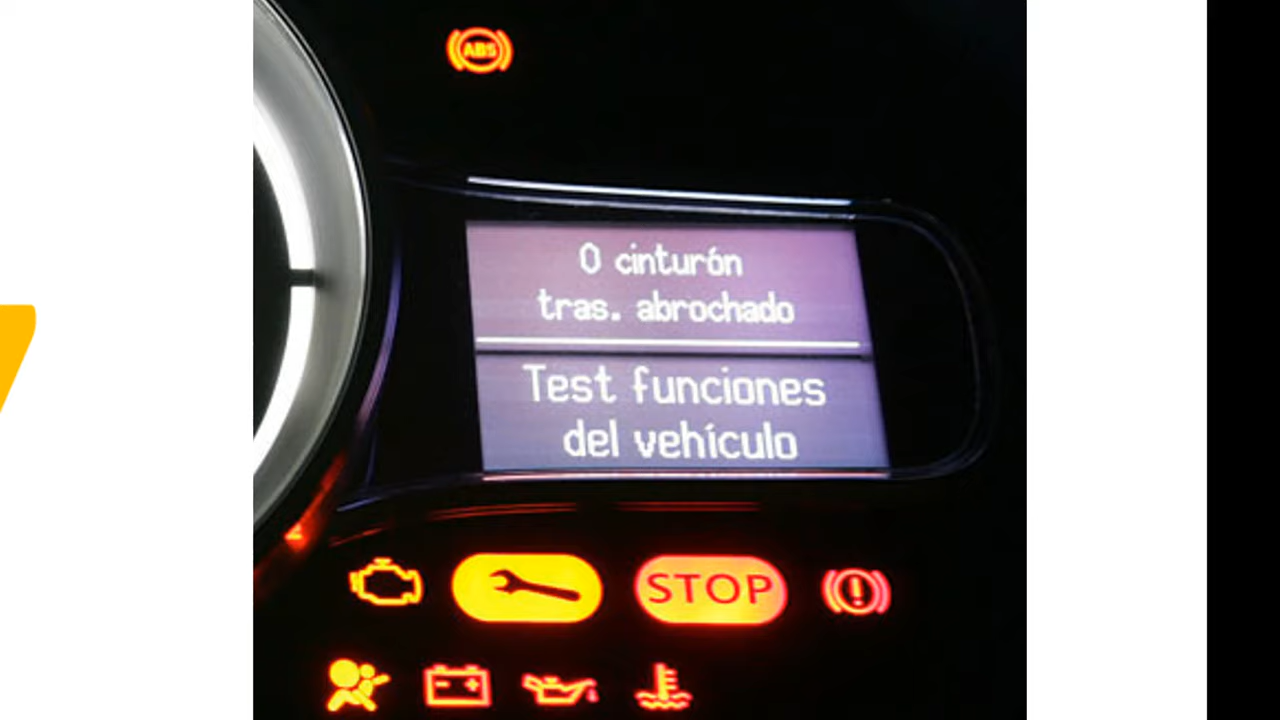 ABS
0 cinturón
tras. abrochado
Test funciones
del vehículo
STOP